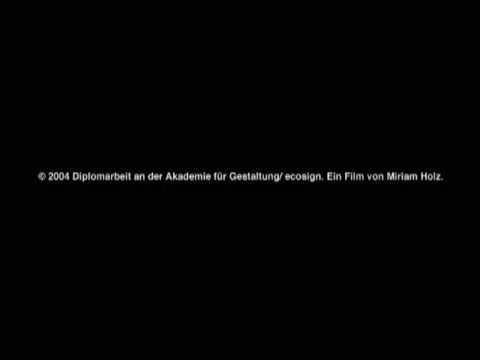 © 2004 Diplomarbeit an der Akademie für Gestaltung/ ecosign. Ein Film von Miriam Holz.